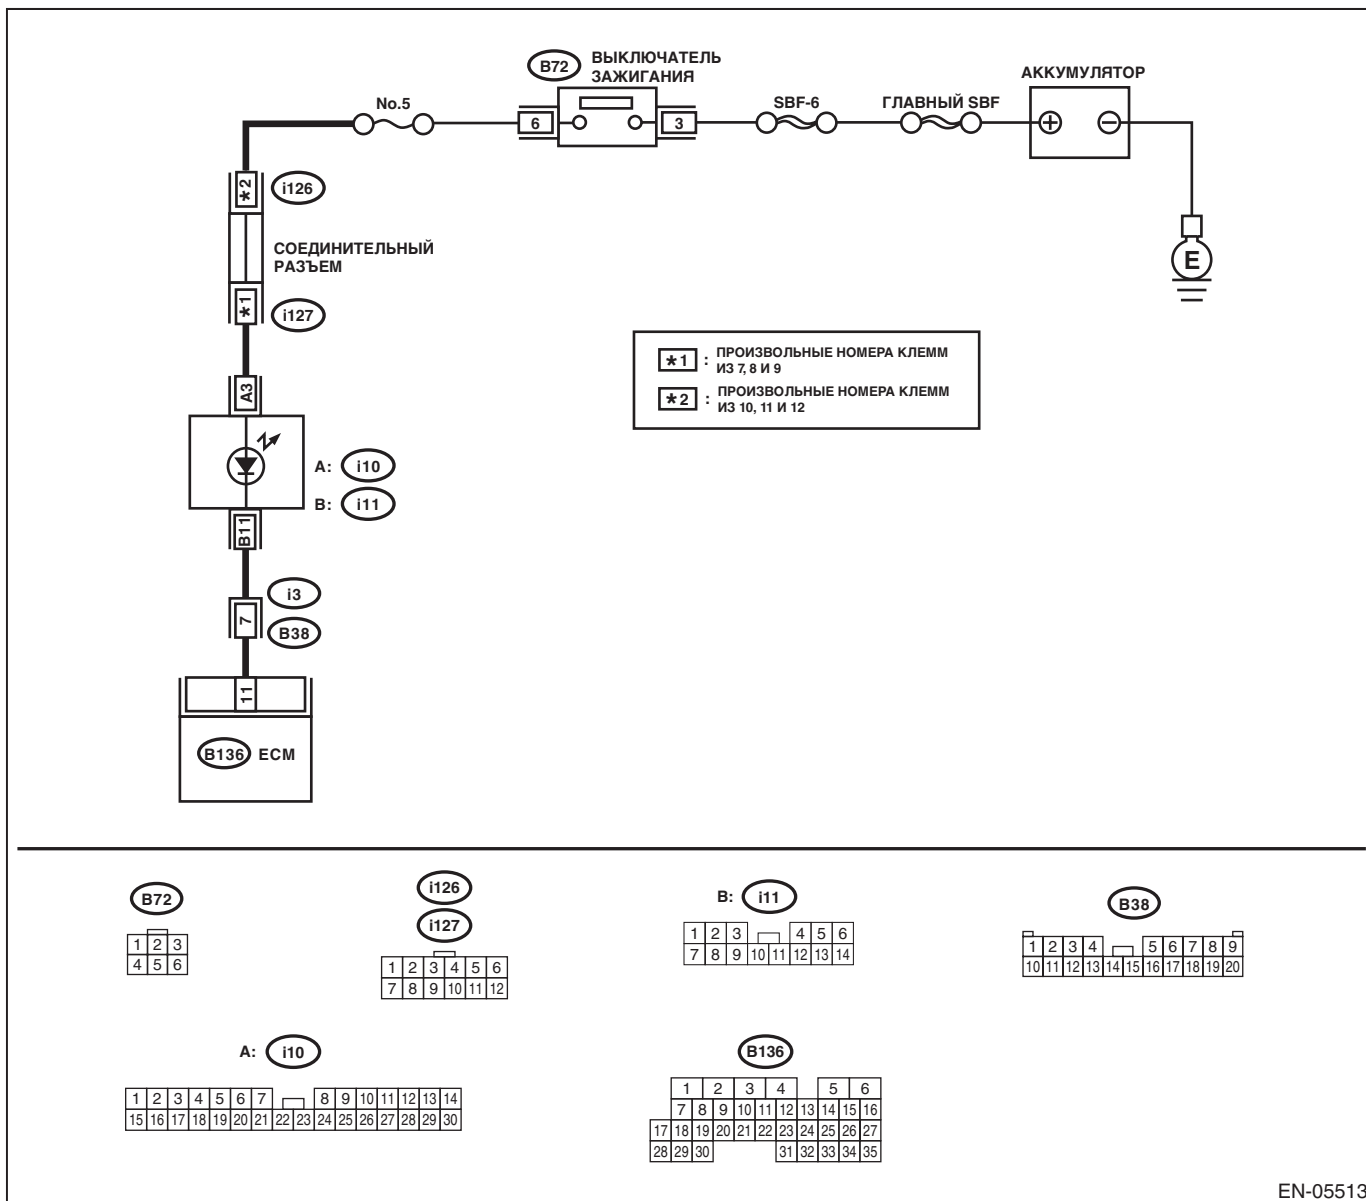 B72 ВЫКЛЮЧАТЕЛЬ
ЗАЖИГАНИЯ
АККУМУЛЯТОР
No.5
SBF-6
ГЛАВНЫЙ SBF
6
3
*2
i126
СОЕДИНИТЕЛЬНЫЙ
РАЗЪЕМ
E
*1
i127
*1 : ПРОИЗВОЛЬНЫЕ НОМЕРА КЛЕММ
ИЗ 7, 8 И 9
*2 : ПРОИЗВОЛЬНЫЕ НОМЕРА КЛЕММ
ИЗ 10, 11 И 12
A3
A: i10
B: i11
B11
i3
7
B38
11
B136 ECM
B72
1 2 3
4 5 6
i126
i127
1 2 3 4 5 6
7 8 9 10 11 12
B: i11
1 2 3 4 5 6
7 8 9 10 11 12 13 14
B38
1 2 3 4 5 6 7 8 9
10 11 12 13 14 15 16 17 18 19 20
A: i10
1 2 3 4 5 6 7 8 9 10 11 12 13 14
15 16 17 18 19 20 21 22 23 24 25 26 27 28 29 30
B136
1 2 3 4 5 6
7 8 9 10 11 12 13 14 15 16
17 18 19 20 21 22 23 24 25 26 27
28 29 30 31 32 33 34 35
EN-05513